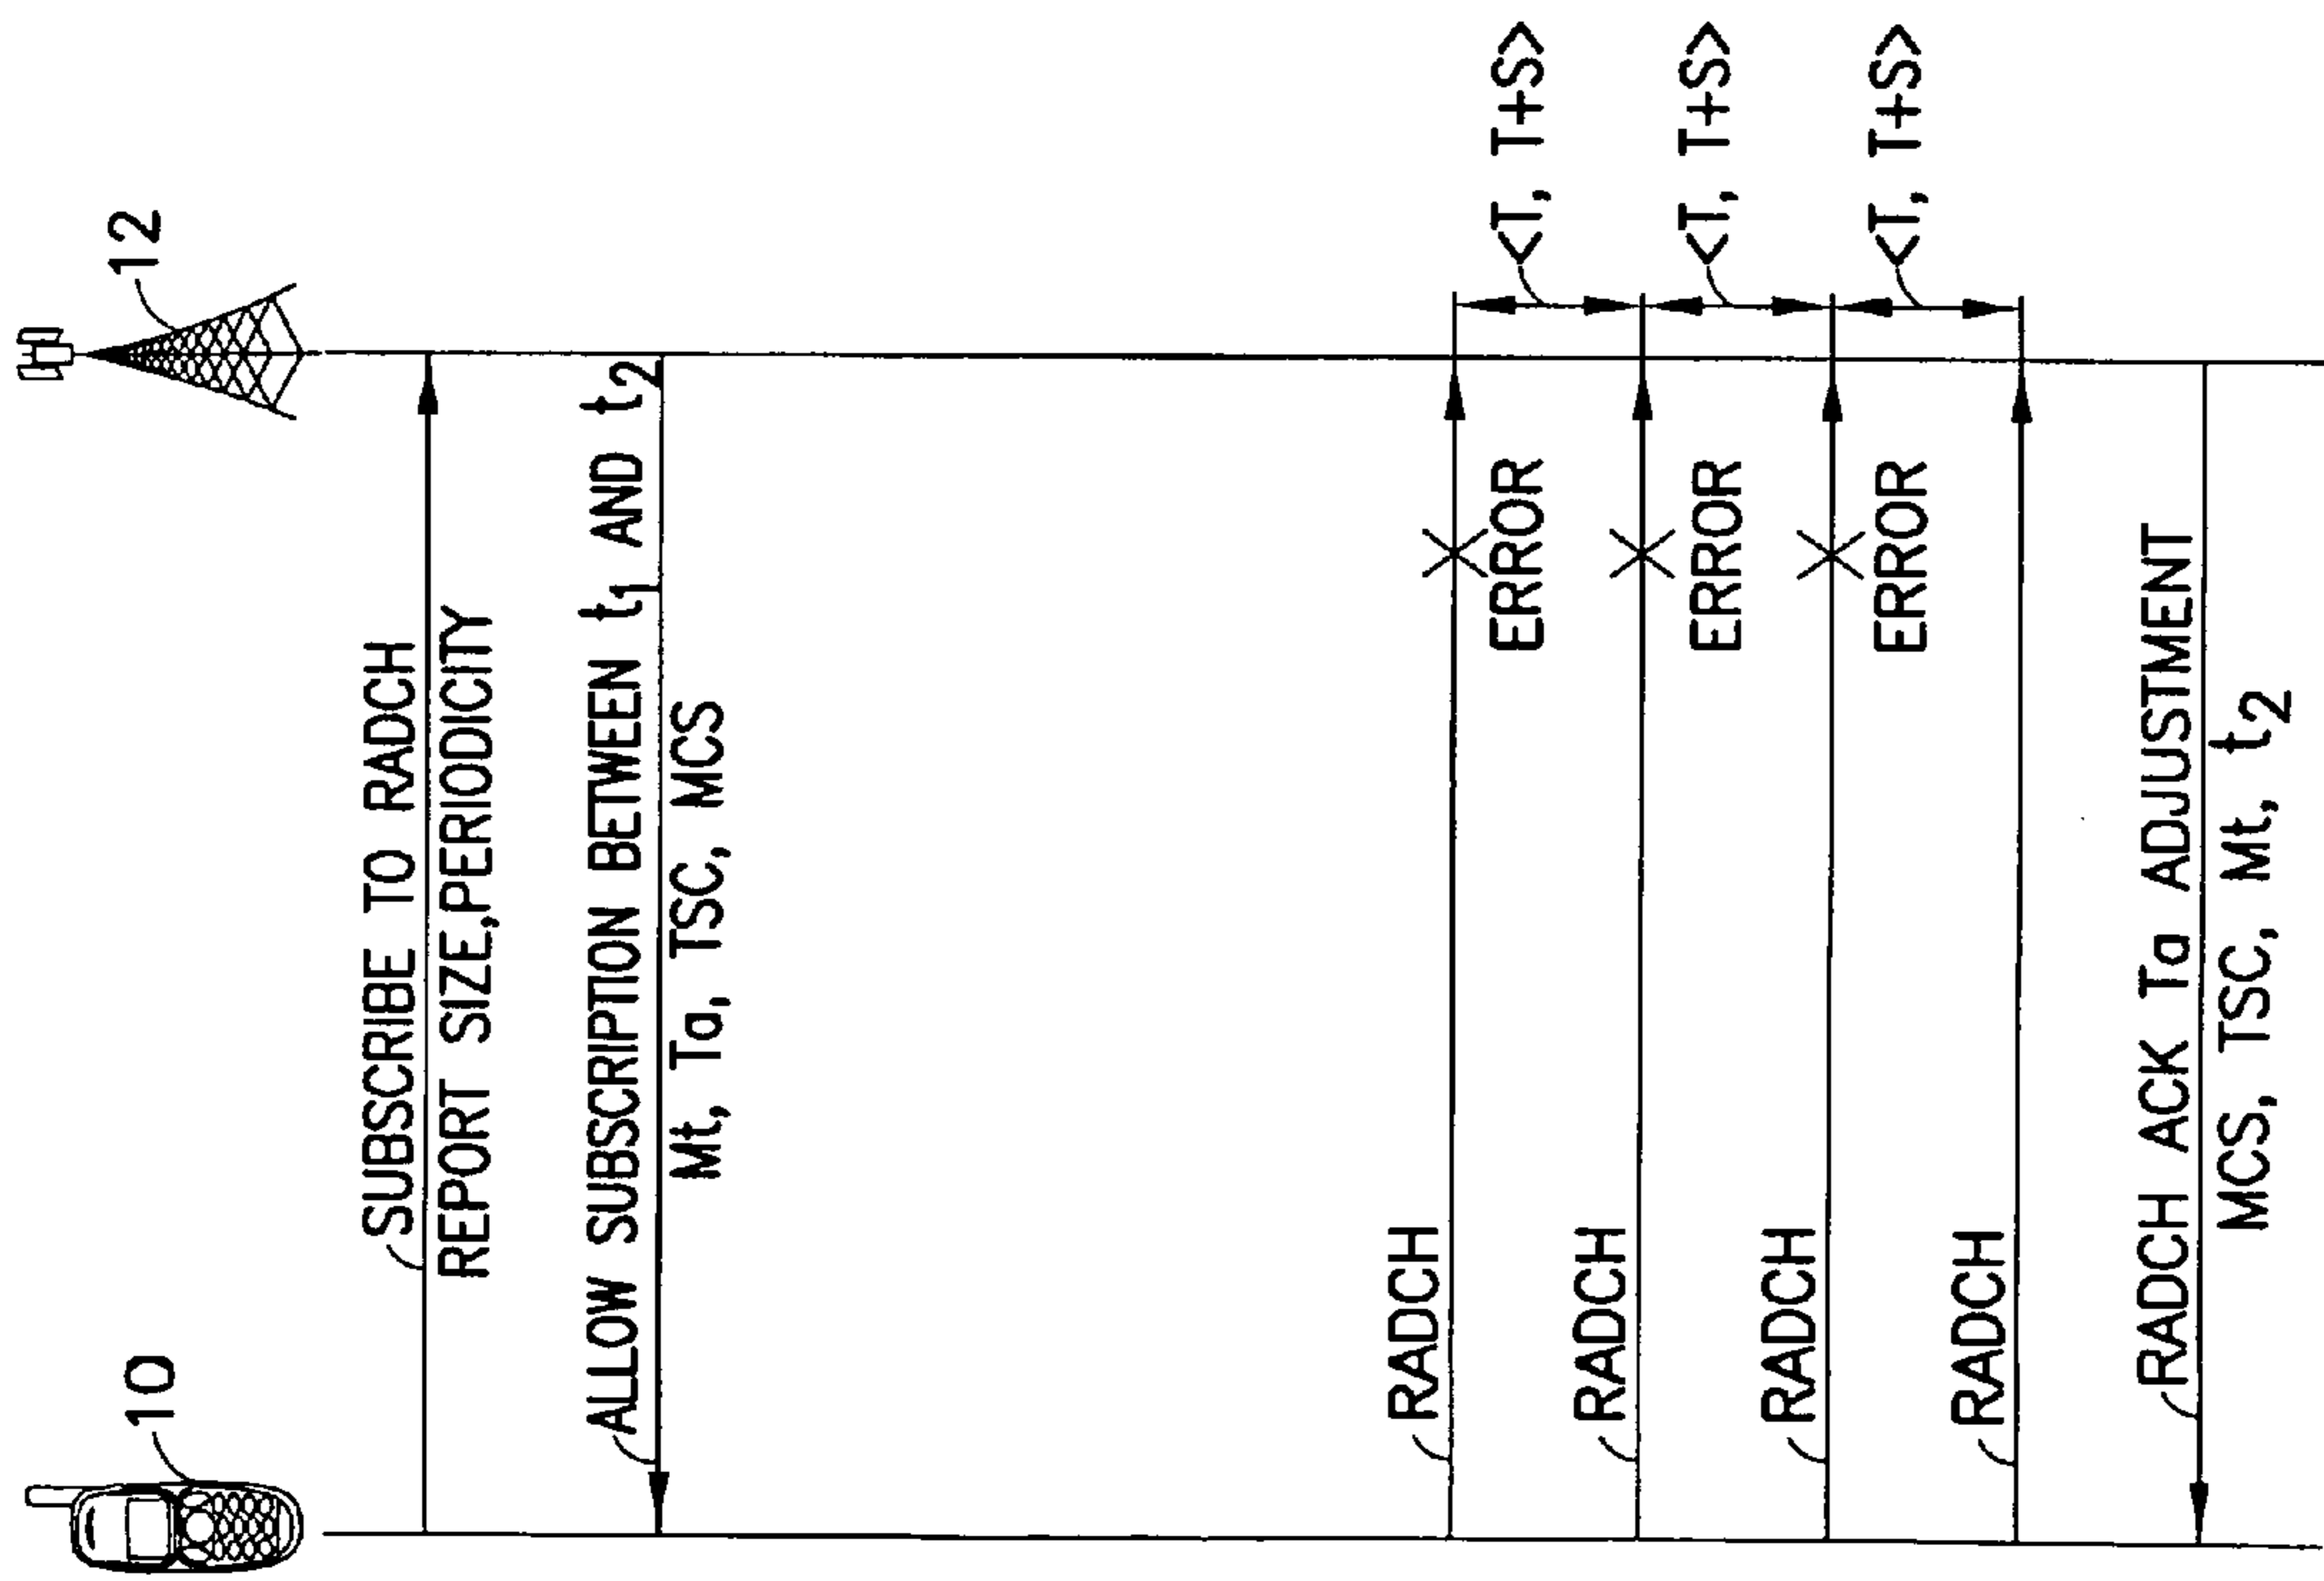 10
12
SUBSCRIBE TO RADCH
REPORT SIZE,PERIODICITY
ALLOW SUBSCRIPTION BETWEEN t1 AND t2
Mt, Ta, TSC, MCS
RADCH
ERROR
<T, T+S>
RADCH
ERROR
<T, T+S>
RADCH
ERROR
<T, T+S>
RADCH
RADCH ACK Ta ADJUSTMENT
MCS, TSC, Mt, t2